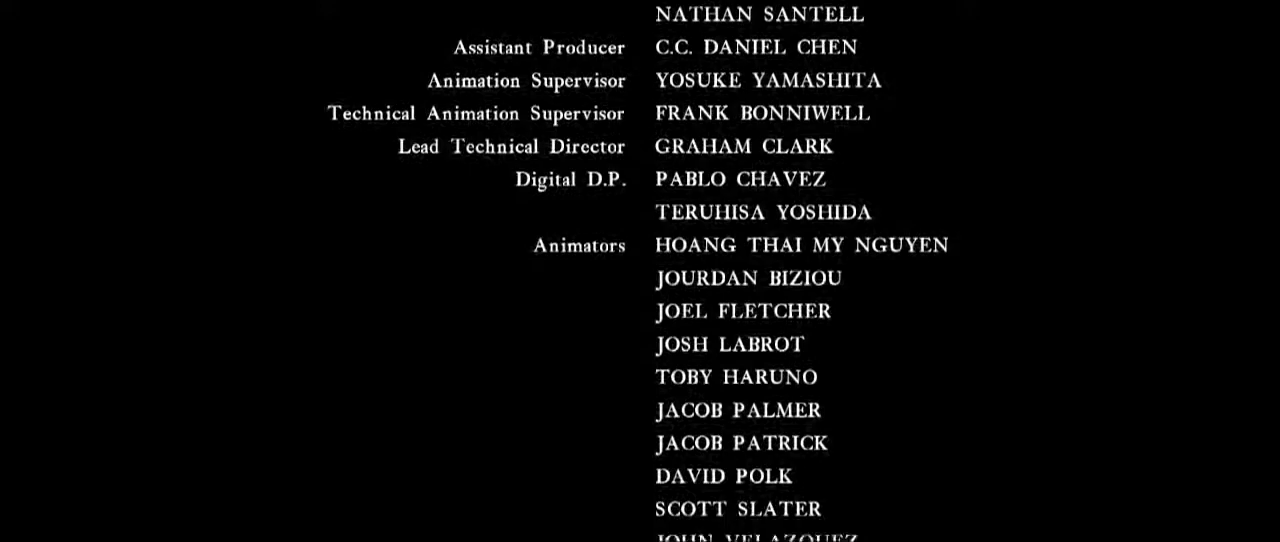 NATHAN SANTELL
Assistant Producer C.C. DANIEL CHEN
Animation Supervisor YOSUKE YAMASHITA
Technical Animation Supervisor FRANK BONNIWELL
Lead Technical Director GRAHAM CLARK
Digital D.P. PABLO CHAVEZ
TERUHISA YOSHIDA
Animators HOANG THAI MY NGUYEN
JOURDAN BIZIOU
JOEL FLETCHER
JOSH LABROT
TOBY HARUNO
JACOB PALMER
JACOB PATRICK
DAVID POLK
SCOTT SLATER
JOHN VELAZQUEZ